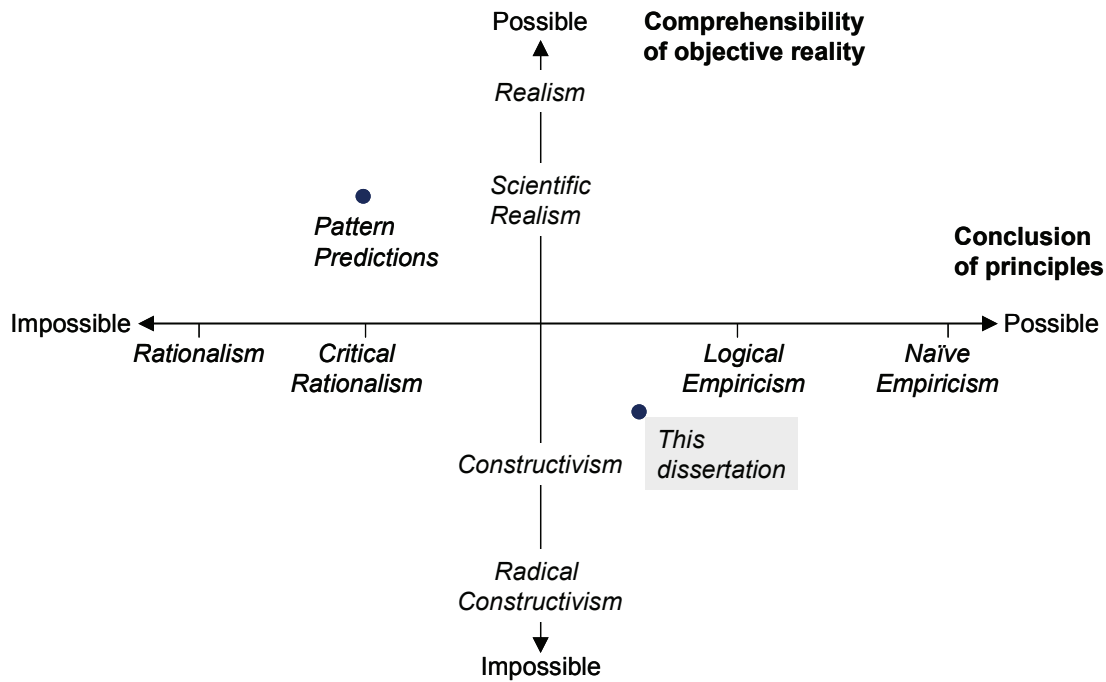 Possible
Comprehensibility
of objective reality
Realism
Scientific
Realism
Pattern
Predictions
Conclusion
of principles
Impossible
Possible
Rationalism
Critical
Rationalism
Logical
Empiricism
Naïve
Empiricism
This
dissertation
Constructivism
Radical
Constructivism
Impossible